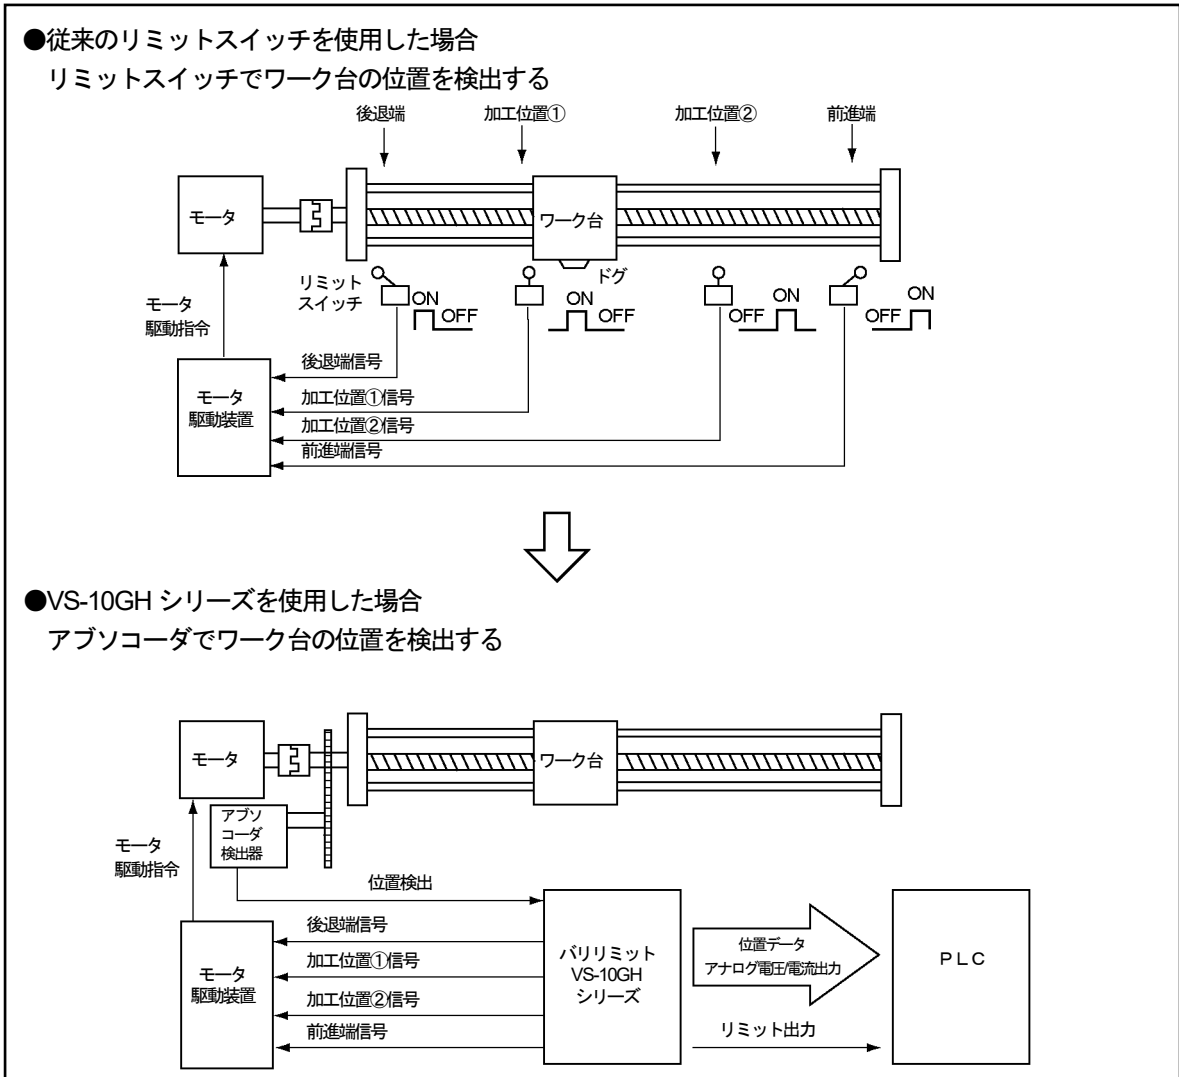 ●従来のリミットスイッチを使用した場合
リミットスイッチでワーク台の位置を検出する
後退端 加工位置① 加工位置② 前進端
モータ
ワーク台
ドグ
リミット
スイッチ
ON
OFF
ON
OFF
ON
OFF
ON
OFF
モータ
駆動指令
後退端信号
加工位置①信号
加工位置②信号
前進端信号
モータ
駆動装置
●VS-10GH シリーズを使用した場合
アブソコーダでワーク台の位置を検出する
モータ
ワーク台
アブソ
コーダ
検出器
モータ
駆動指令
位置検出
後退端信号
加工位置①信号
加工位置②信号
前進端信号
モータ
駆動装置
バリリミット
VS-10GH
シリーズ
位置データ
アナログ電圧/電流出力
リミット出力
ＰＬＣ